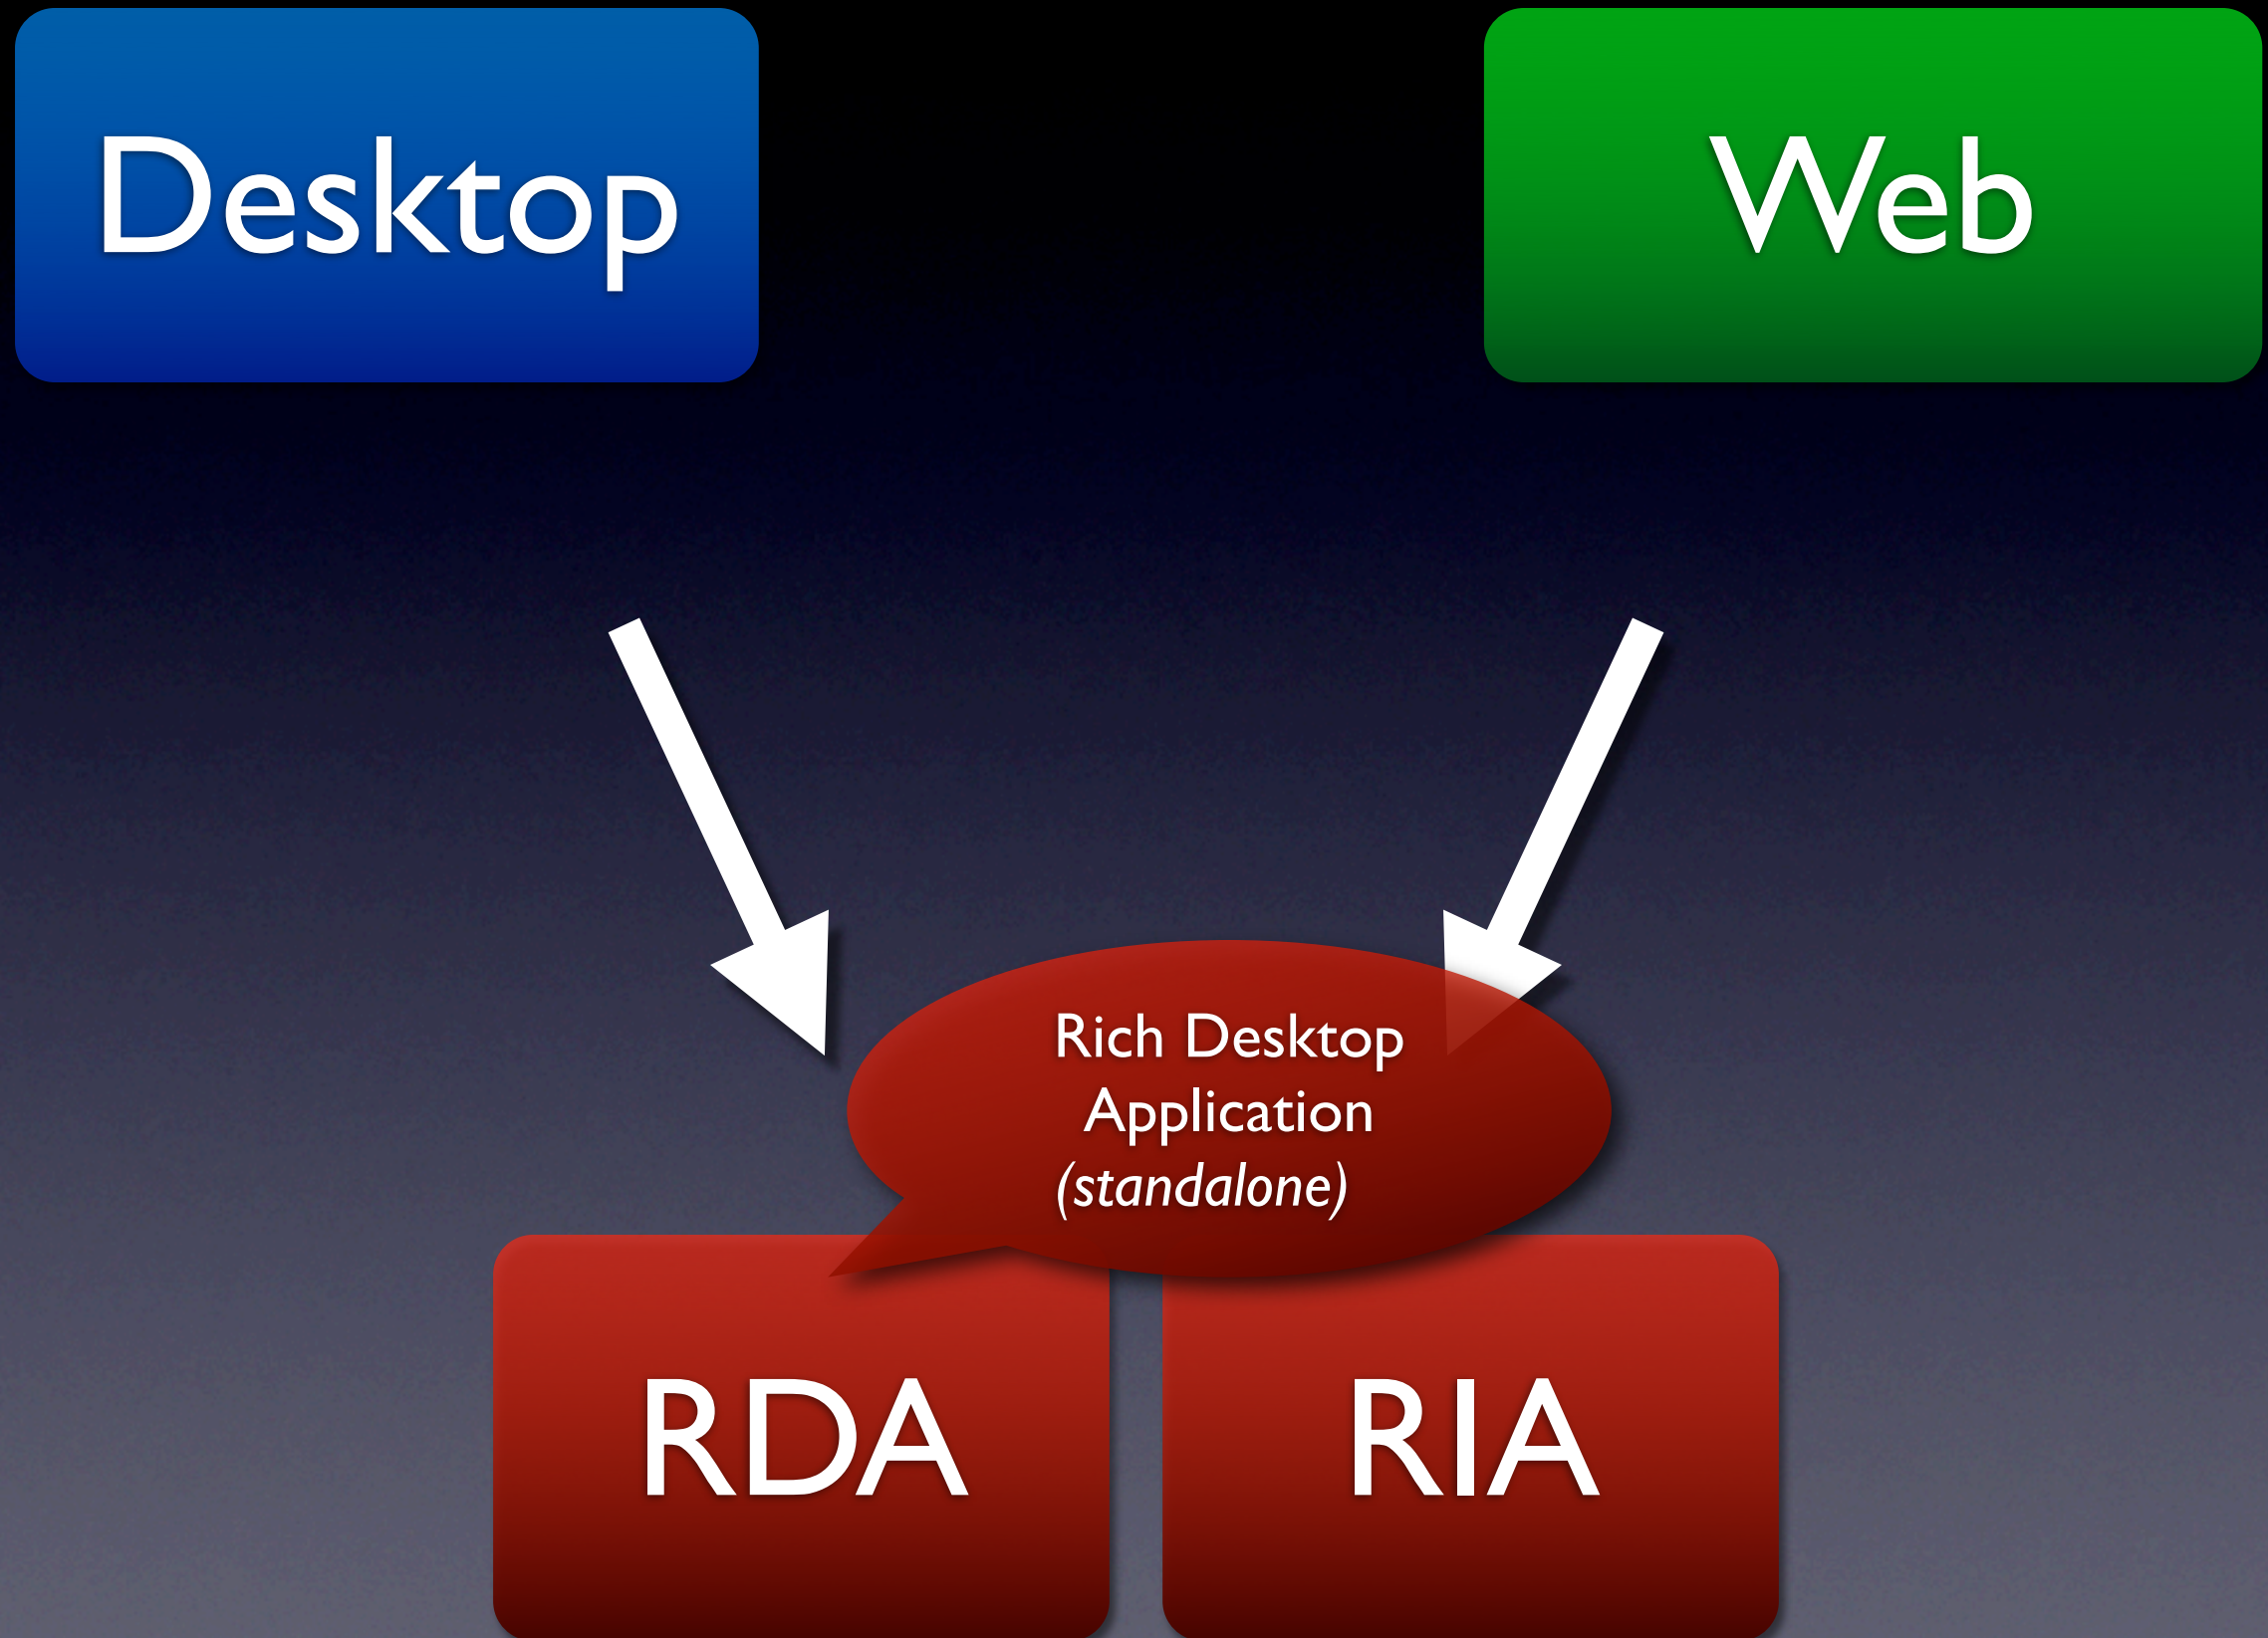 Desktop
Web
Rich Desktop
Application
(standalone)
RDA
RIA